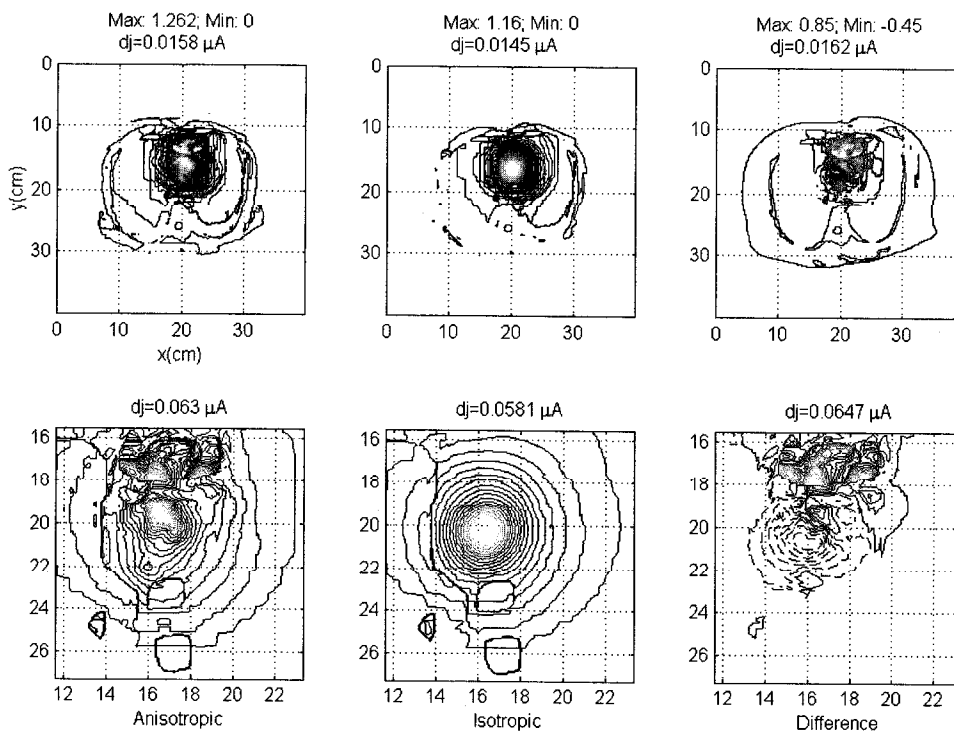 Max: 1.262; Min: 0
dj=0.0158 μA
Max: 1.16; Min: 0
dj=0.0145 μA
Max: 0.85; Min: -0.45
dj=0.0162 μA
0
10
20
30
y(cm)
0 10 20 30
x(cm)
0
10
20
30
0 10 20 30
0
10
20
30
0 10 20 30
dj=0.063 μA
dj=0.0581 μA
dj=0.0647 μA
16
18
20
22
24
26
12 14 16 18 20 22
Anisotropic
16
18
20
22
24
26
12 14 16 18 20 22
Isotropic
16
18
20
22
24
26
12 14 16 18 20 22
Difference